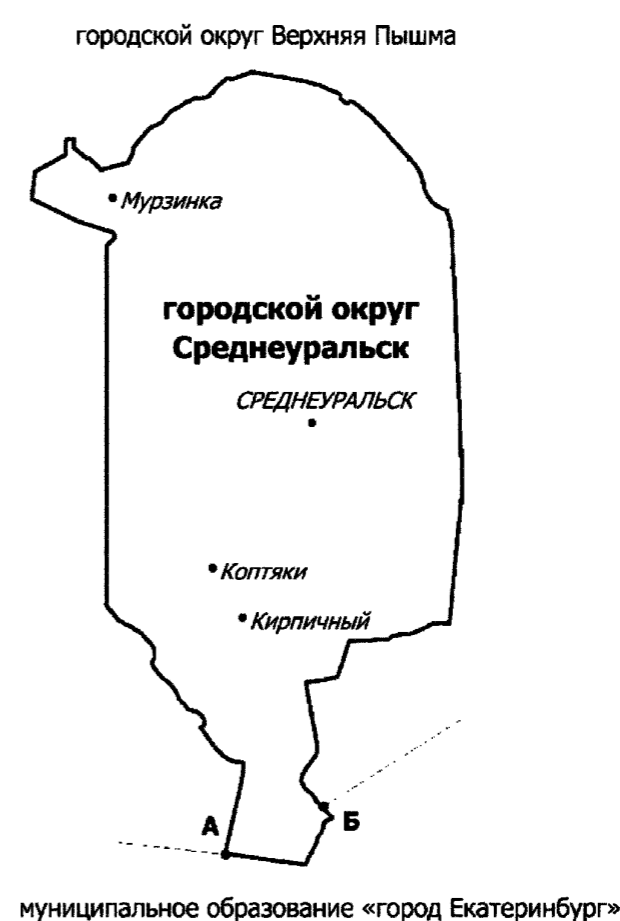 городской округ Верхняя Пышма
Мурзинка
городской округ
Среднеуральск
СРЕДНЕУРАЛЬСК
Коптяки
Кирпичный
А
Б
муниципальное образование «город Екатеринбург»